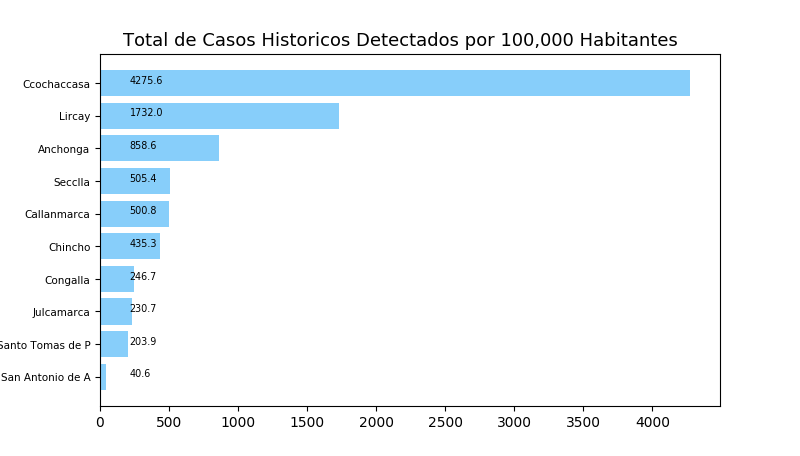 Total de Casos Historicos Detectados por 100,000 Habitantes
Ccochaccasa 4275.6
Lircay 1732.0
Anchonga 858.6
Secclla 505.4
Callanmarca 500.8
Chincho 435.3
Congalla 246.7
Julcamarca 230.7
Santo Tomas de P 203.9
San Antonio de A 40.6
0 500 1000 1500 2000 2500 3000 3500 4000